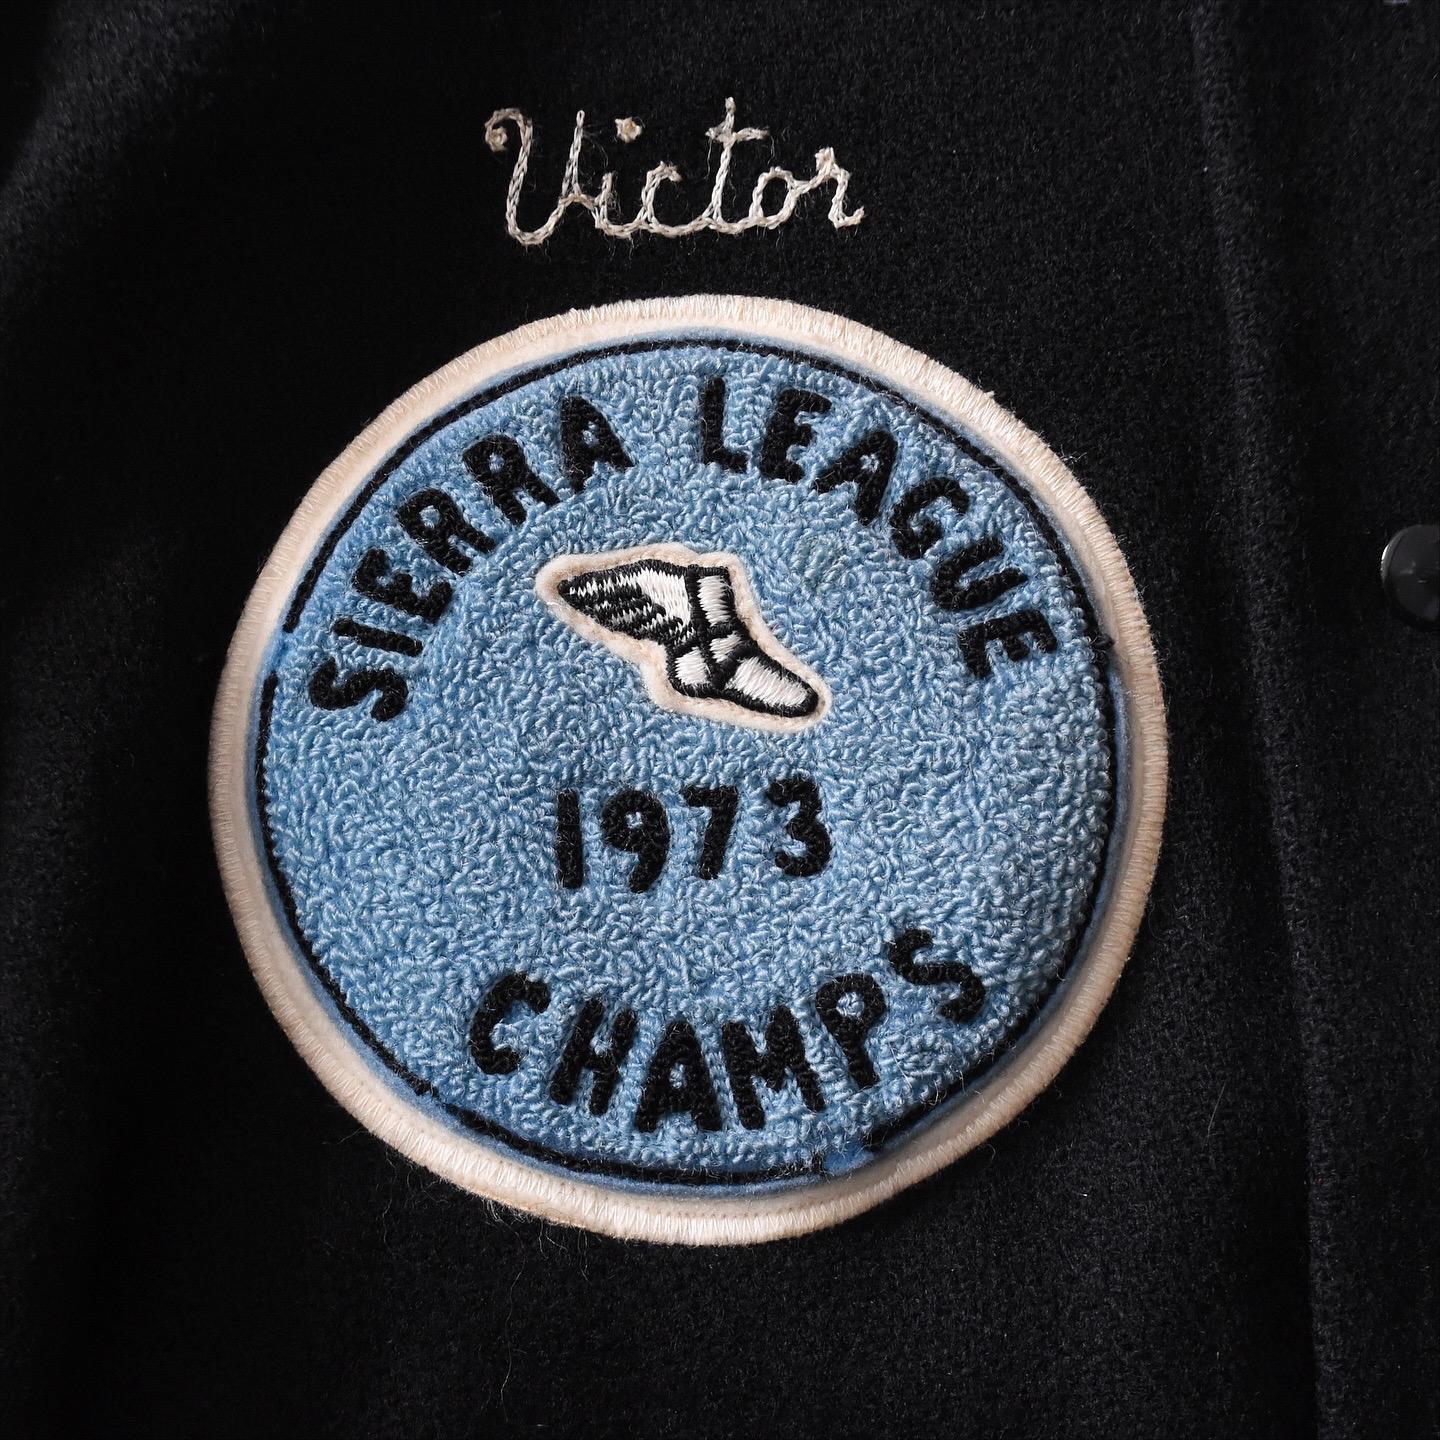 Victor
SIERRA LEAGUE
1973
CHAMPS